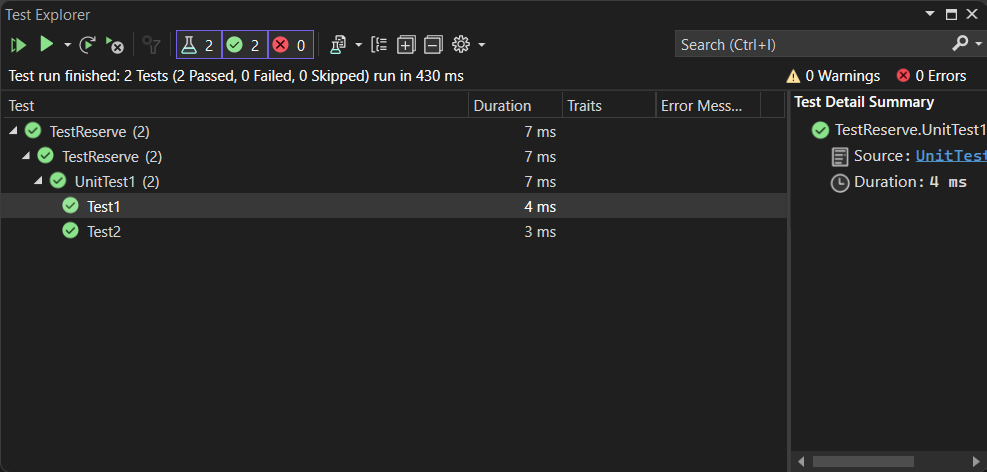 Test Explorer
2 2 0 Search (Ctrl+I)
Test run finished: 2 Tests (2 Passed, 0 Failed, 0 Skipped) run in 430 ms 0 Warnings 0 Errors
Test Duration Traits Error Mess... Test Detail Summary
TestReserve (2) 7 ms TestReserve.UnitTest1
TestReserve (2) 7 ms Source: UnitTest
UnitTest1 (2) 7 ms Duration: 4 ms
Test1 4 ms
Test2 3 ms